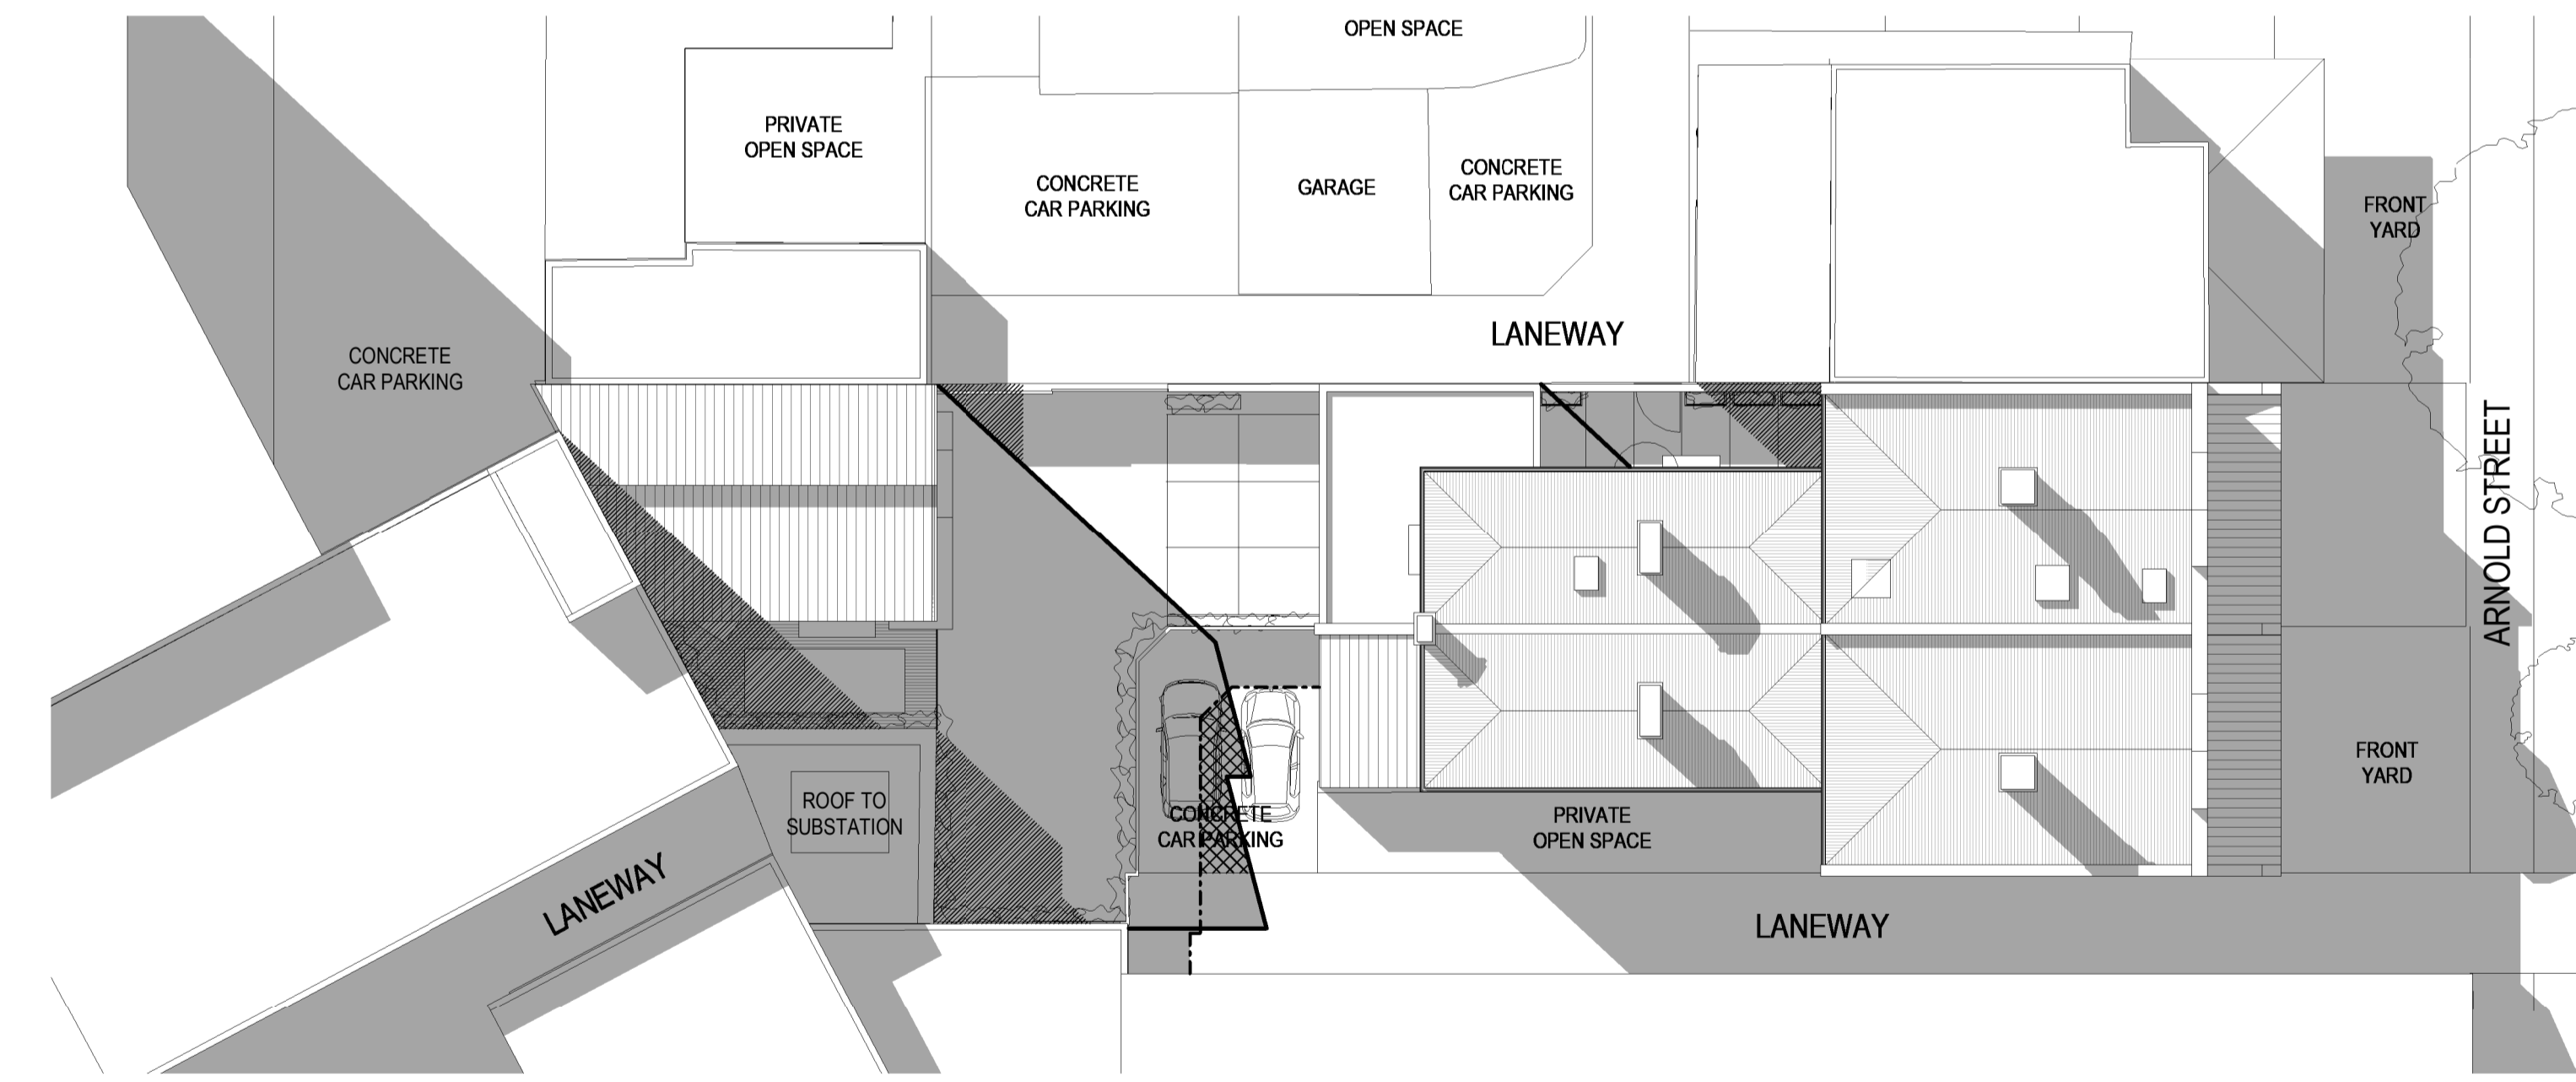 OPEN SPACE
PRIVATE
OPEN SPACE
CONCRETE
CAR PARKING
GARAGE
CONCRETE
CAR PARKING
FRONT
YARD
LANEWAY
CONCRETE
CAR PARKING
ARNOLD STREET
ROOF TO
SUBSTATION
CONCRETE
CAR PARKING
PRIVATE
OPEN SPACE
FRONT
YARD
LANEWAY
LANEWAY